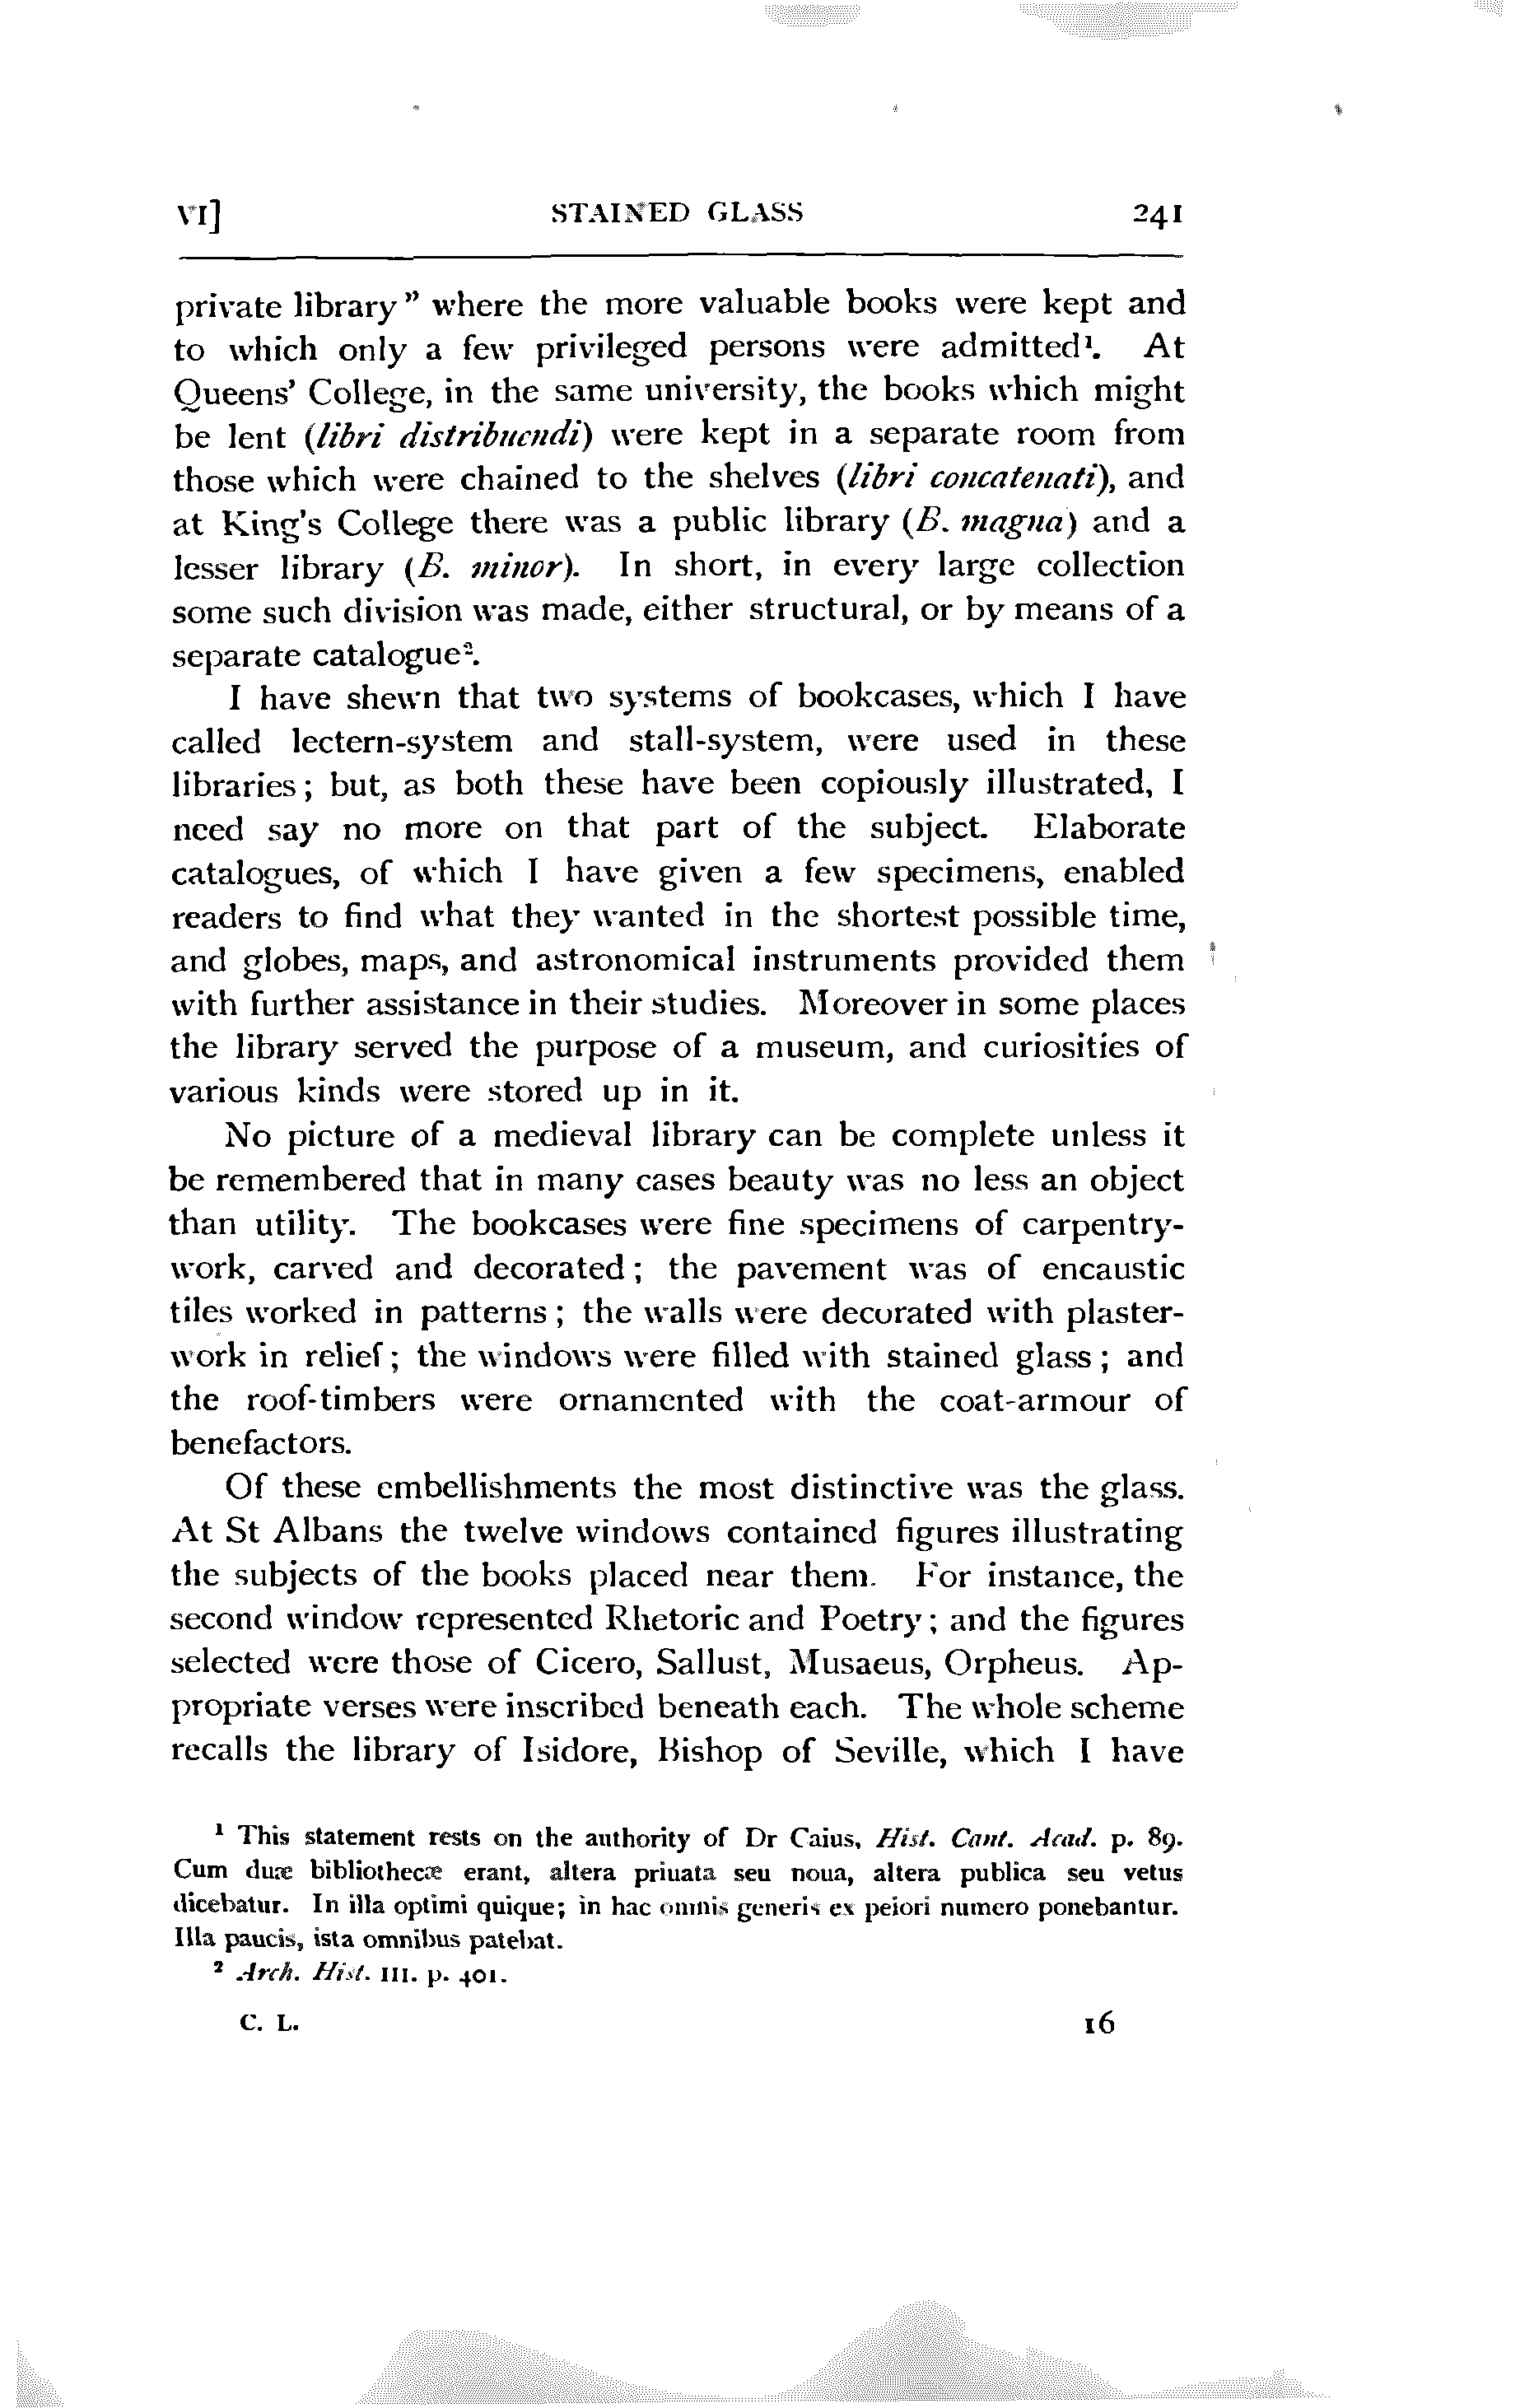 VI] STAINED GLASS 241
private library" where the more valuable books were kept and
to which only a few privileged persons were admitted¹. At
Queens' College, in the same university, the books which might
be lent (libri distribuendi) were kept in a separate room from
those which were chained to the shelves (libri concatenati), and
at King's College there was a public library (B. magna) and a
lesser library (B. minor). In short, in every large collection
some such division was made, either structural, or by means of a
separate catalogue².
I have shewn that two systems of bookcases, which I have
called lectern-system and stall-system, were used in these
libraries; but, as both these have been copiously illustrated, I
need say no more on that part of the subject. Elaborate
catalogues, of which I have given a few specimens, enabled
readers to find what they wanted in the shortest possible time,
and globes, maps, and astronomical instruments provided them
with further assistance in their studies. Moreover in some places
the library served the purpose of a museum, and curiosities of
various kinds were stored up in it.
No picture of a medieval library can be complete unless it
be remembered that in many cases beauty was no less an object
than utility. The bookcases were fine specimens of carpentry-
work, carved and decorated; the pavement was of encaustic
tiles worked in patterns; the walls were decorated with plaster-
work in relief; the windows were filled with stained glass; and
the roof-timbers were ornamented with the coat-armour of
benefactors.
Of these embellishments the most distinctive was the glass.
At St Albans the twelve windows contained figures illustrating
the subjects of the books placed near them. For instance, the
second window represented Rhetoric and Poetry; and the figures
selected were those of Cicero, Sallust, Musaeus, Orpheus. Ap-
propriate verses were inscribed beneath each. The whole scheme
recalls the library of Isidore, Bishop of Seville, which I have
¹ This statement rests on the authority of Dr Caius, Hist. Cant. Acad. p. 89.
Cum duæ bibliothecæ erant, altera priuata seu noua, altera publica seu vetus
dicebatur. In illa optimi quique; in hac omnis generis ex peiori numero ponebantur.
Illa paucis, ista omnibus patebat.
² Arch. Hist. III. p. 401.
C. L. 16